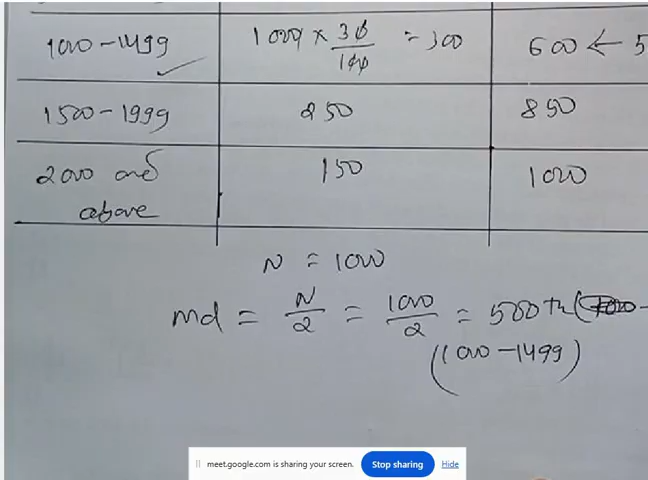 1000-1499 1000 × 30/100 = 300 600 ← 5
1500-1999 250 850
2000 and above 150 1000
N = 1000
Md = N/2 = 1000/2 = 500th (
(1000-1499)
meet.google.com is sharing your screen. Stop sharing Hide